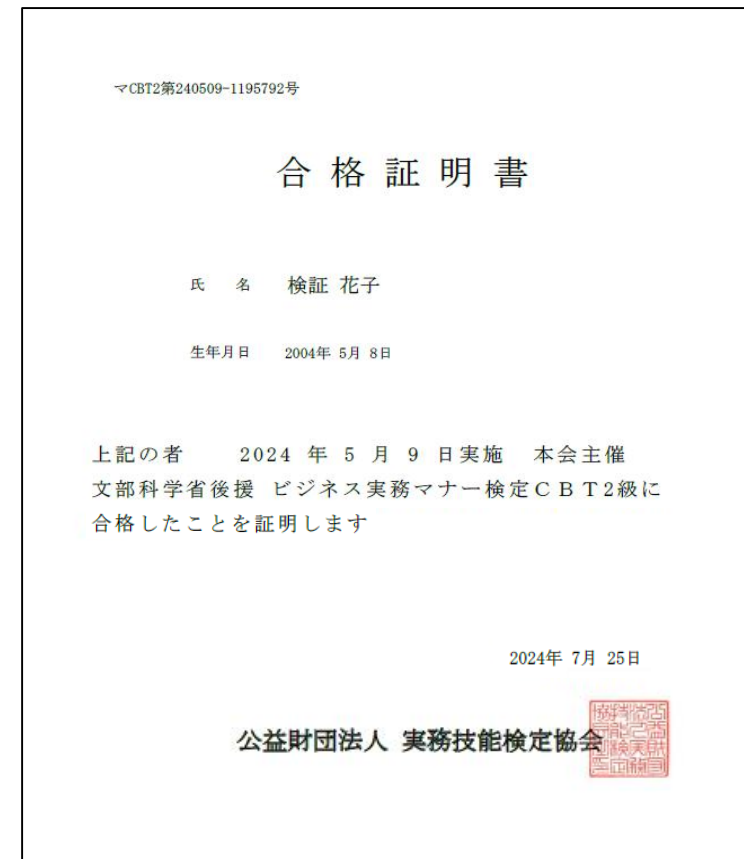 マCBT2第240509-1195792号
合格証明書
氏　名　検証 花子
生年月日　2004年 5月 8日
上記の者　　2024 年 5 月 9 日実施　本会主催
文部科学省後援 ビジネス実務マナー検定ＣＢＴ2級に
合格したことを証明します
2024年 7月 25日
公益財団法人 実務技能検定協会